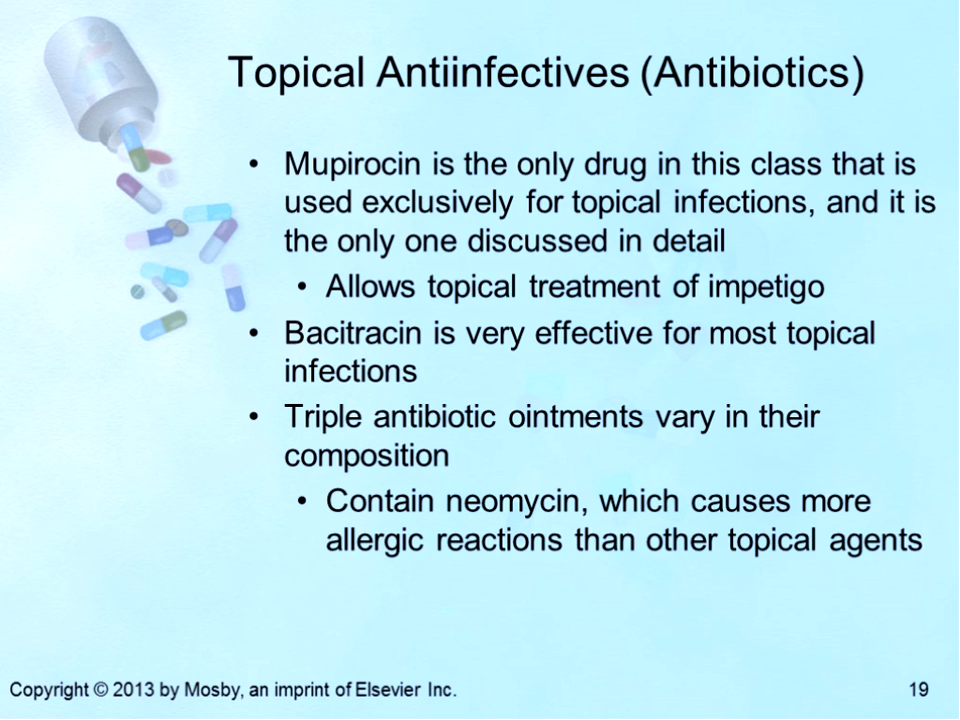 Topical Antiinfectives (Antibiotics)
• Mupirocin is the only drug in this class that is
used exclusively for topical infections, and it is
the only one discussed in detail
• Allows topical treatment of impetigo
• Bacitracin is very effective for most topical
infections
• Triple antibiotic ointments vary in their
composition
• Contain neomycin, which causes more
allergic reactions than other topical agents
Copyright © 2013 by Mosby, an imprint of Elsevier Inc.
19